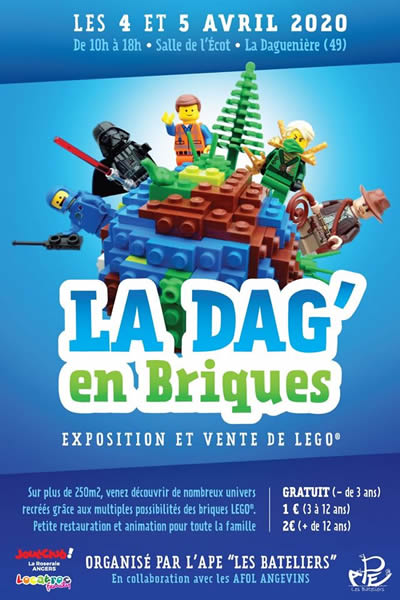 LES 4 ET 5 AVRIL 2020
De 10h à 18h • Salle de l'Écot • La Daguenière (49)
LA DAG'
en Briques
EXPOSITION ET VENTE DE LEGO®
Sur plus de 250m2, venez découvrir de nombreux univers
recréés grâce aux multiples possibilités des briques LEGO®.
Petite restauration et animation pour toute la famille
GRATUIT (- de 3 ans)
1 € (3 à 12 ans)
2€ (+ de 12 ans)
JouéClub!
La Roseraie
ANGERS
Locatroc
ORGANISÉ PAR L'APE "LES BATELIERS"
En collaboration avec les AFOL ANGEVINS
APE
Les Bateliers